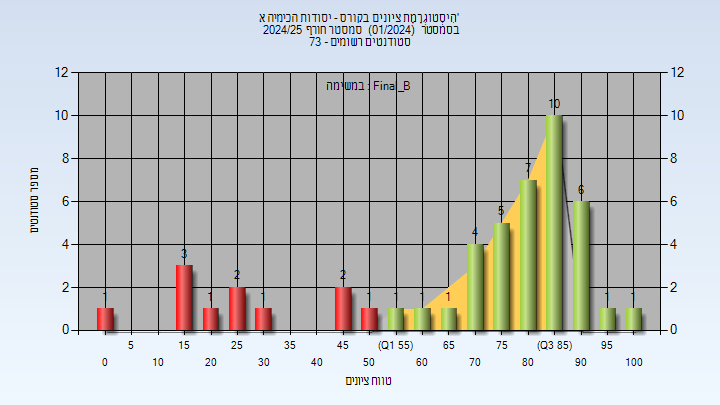 הִיסטוֹגְרָמַת ציונים בקורס - יסודות הכימיה א'
בסמסטר (01/2024) סמסטר חורף 2024/25
סטודנטים רשומים - 73
במשימה : Final_B
מספר סטודנטים
12 12
10 10
8 8
6 6
4 4
2 2
0 0
1 3 1 2 1 2 1 1 1 1 4 5 7 10 6 1 1
5 15 25 35 45 (Q1 55) 65 75 (Q3 85) 95
0 10 20 30 40 50 60 70 80 90 100
טווח ציונים